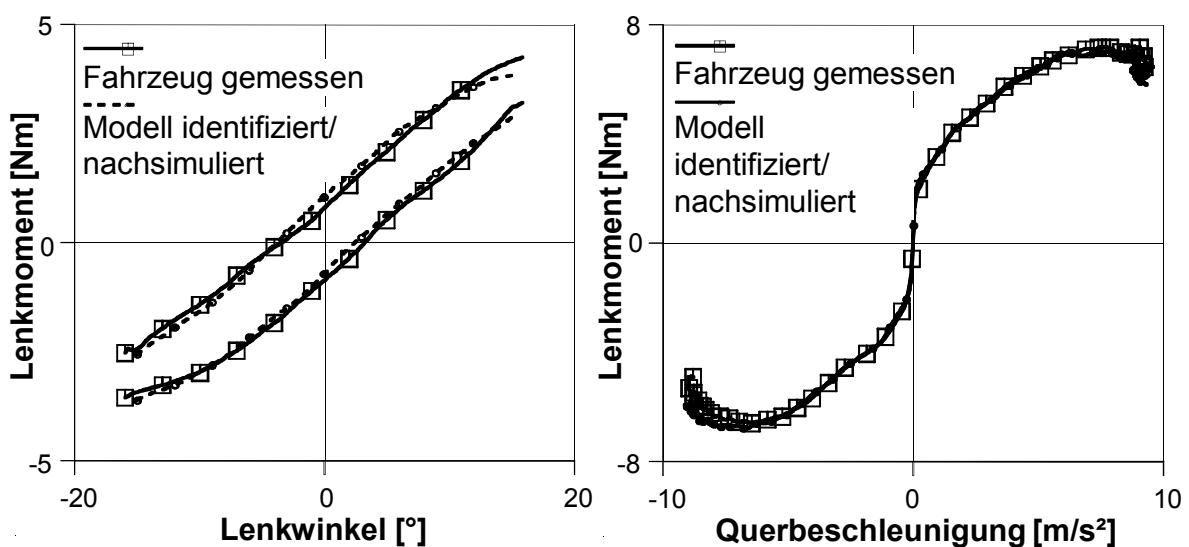 5
Fahrzeug gemessen
Modell identifiziert/
nachsimuliert
Lenkmoment [Nm]
0
-5
-20
0
20
Lenkwinkel [°]
8
Fahrzeug gemessen
Modell
identifiziert/
nachsimuliert
Lenkmoment [Nm]
0
-8
-10
0
10
Querbeschleunigung [m/s²]